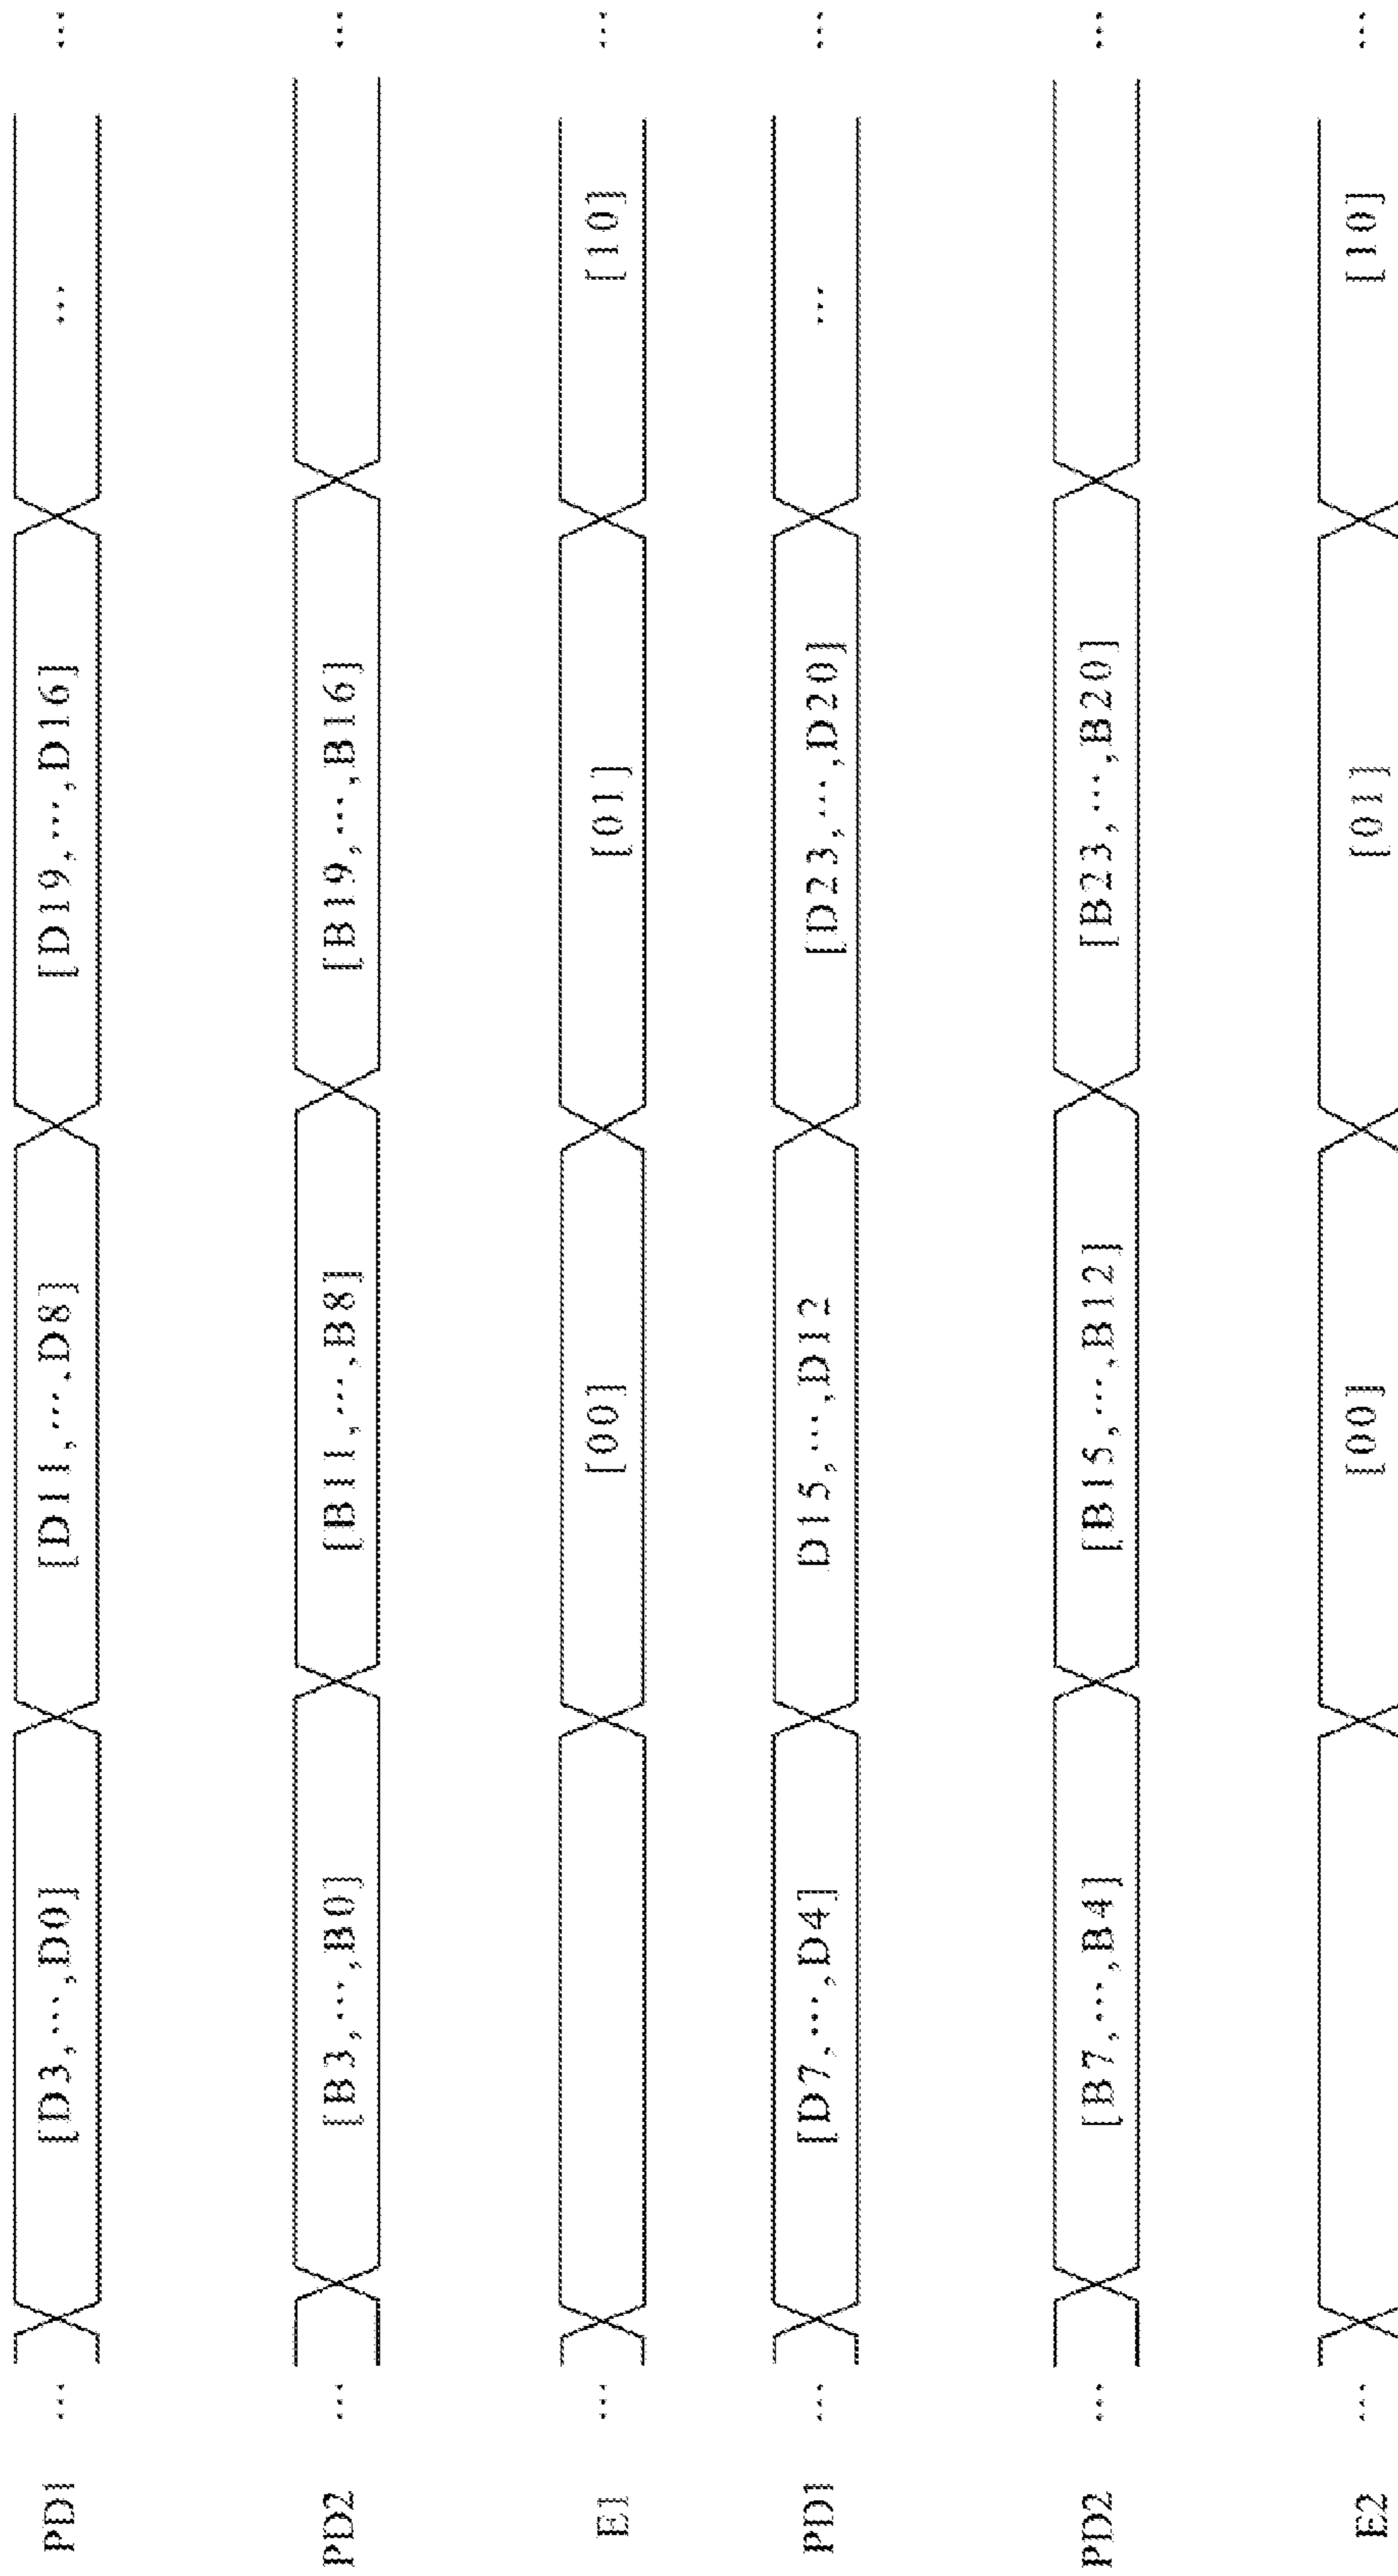 PD1 ... [D3,...,D0] [D11,...,D8] [D19,...,D16] ... ...
PD2 ... [B3,...,B0] [B11,...,B8] [B19,...,B16] ...
E1 ... [00] [01] [10] ...
PD1 ... [D7,...,D4] D15,...,D12 [D23,...,D20] ... ...
PD2 ... [B7,...,B4] [B15,...,B12] [B23,...,B20] ...
E2 ... [00] [01] [10] ...